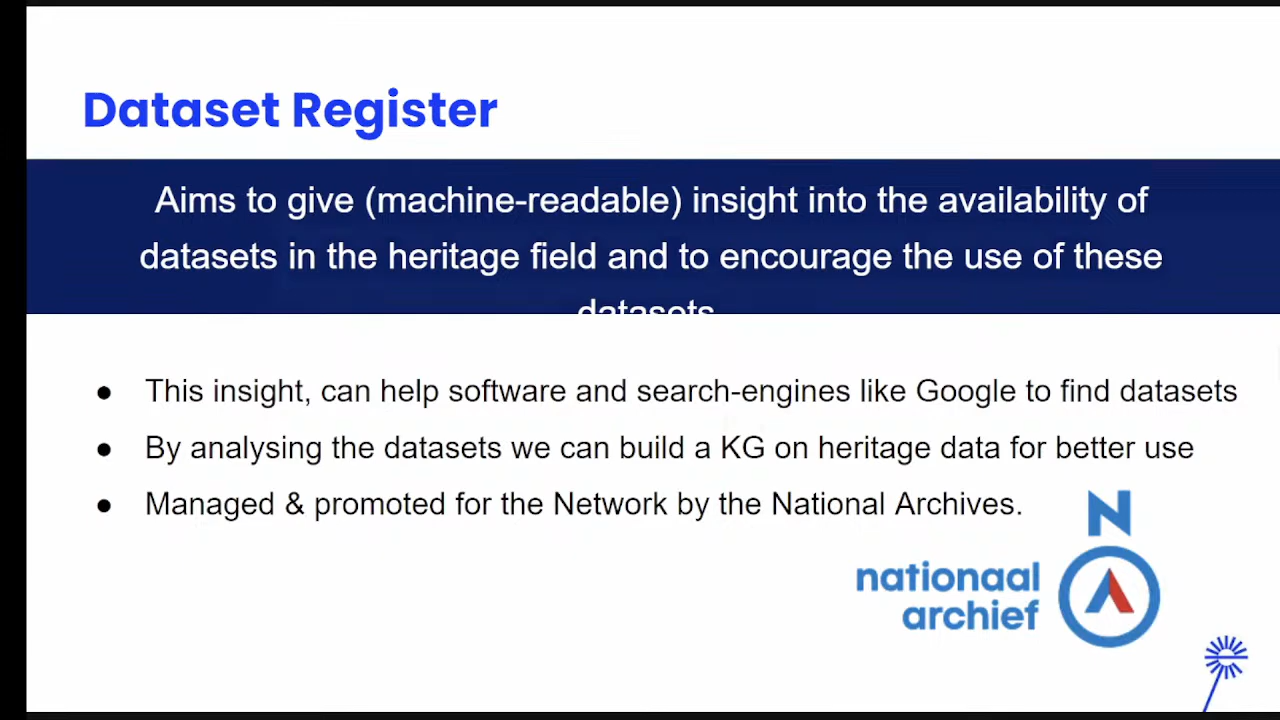 Dataset Register
Aims to give (machine-readable) insight into the availability of
datasets in the heritage field and to encourage the use of these
datasets
● This insight, can help software and search-engines like Google to find datasets
● By analysing the datasets we can build a KG on heritage data for better use
● Managed & promoted for the Network by the National Archives.
N
nationaal
archief